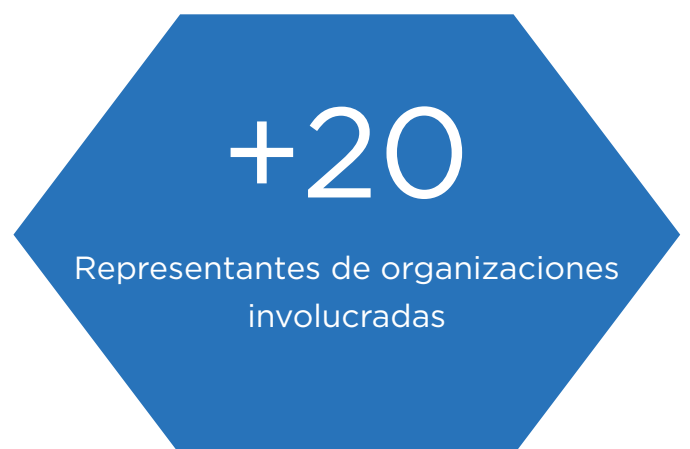 +20
Representantes de organizaciones
involucradas